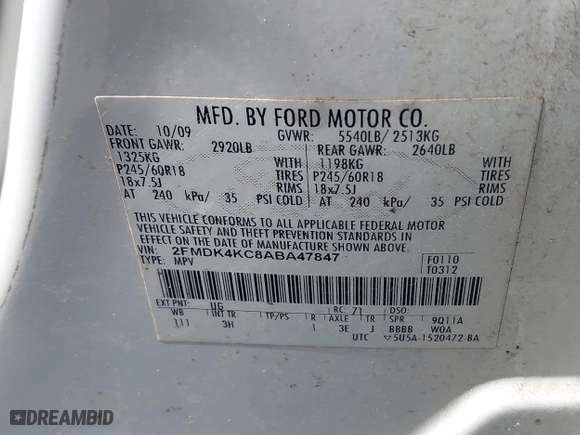 MFD. BY FORD MOTOR CO.
DATE: 10/09 GVWR: 5540LB/ 2513KG
FRONT GAWR: 2920LB REAR GAWR: 2640LB
1325KG WITH 1198KG WITH
P245/60R18 TIRES P245/60R18 TIRES
18x7.5J RIMS 18x7.5J RIMS
AT 240 kPa/ 35 PSI COLD AT 240 kPa/ 35 PSI COLD
THIS VEHICLE CONFORMS TO ALL APPLICABLE FEDERAL MOTOR
VEHICLE SAFETY AND THEFT PREVENTION STANDARDS IN
EFFECT ON THE DATE OF MANUFACTURE SHOWN ABOVE.
VIN: 2FMDK4KC8ABA47847 F0110
TYPE: MPV T0312
EXT PNT: UG RC: 71 DSO:
WB INT TR TP/PS R AXLE TR SPR 9Q11A
111 3H 1 3E J BBBB W0A
UTC ▽5U5A-1520472-BA
DREAMBID